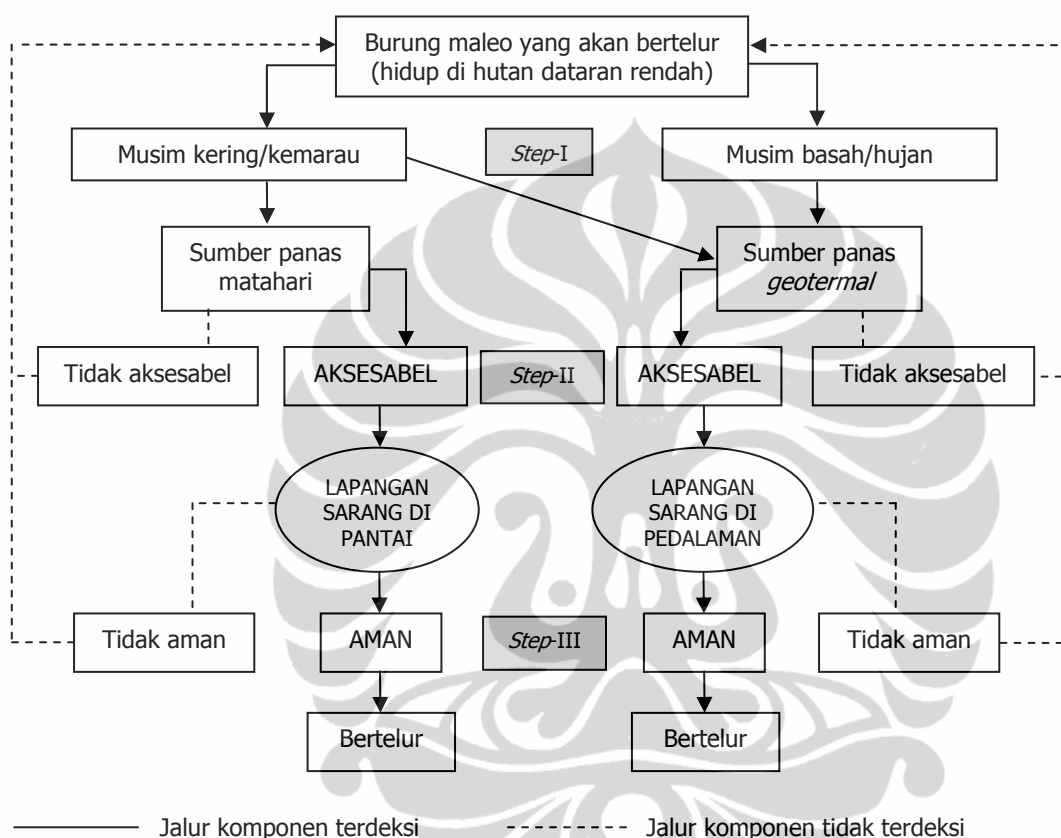 Burung maleo yang akan bertelur
(hidup di hutan dataran rendah)
Musim kering/kemarau
Step-I
Musim basah/hujan
Sumber panas
matahari
Sumber panas
geotermal
Tidak aksesabel
AKSESABEL
Step-II
AKSESABEL
Tidak aksesabel
LAPANGAN
SARANG DI
PANTAI
LAPANGAN
SARANG DI
PEDALAMAN
Tidak aman
AMAN
Step-III
AMAN
Tidak aman
Bertelur
Bertelur
Jalur komponen terdeksi
Jalur komponen tidak terdeksi